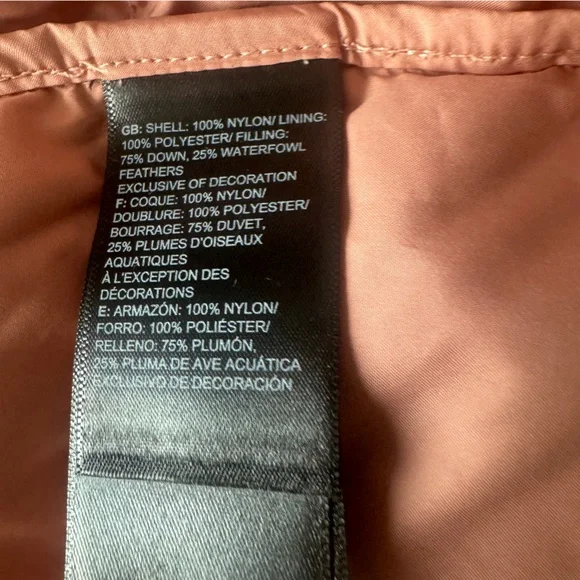 GB: SHELL: 100% NYLON/ LINING:
100% POLYESTER/ FILLING:
75% DOWN, 25% WATERFOWL
FEATHERS
EXCLUSIVE OF DECORATION
F: COQUE: 100% NYLON/
DOUBLURE: 100% POLYESTER/
BOURRAGE: 75% DUVET,
25% PLUMES D'OISEAUX
AQUATIQUES
À L'EXCEPTION DES
DÉCORATIONS
E: ARMAZÓN: 100% NYLON/
FORRO: 100% POLIÉSTER/
RELLENO: 75% PLUMÓN,
25% PLUMA DE AVE ACUÁTICA
EXCLUSIVO DE DECORACIÓN